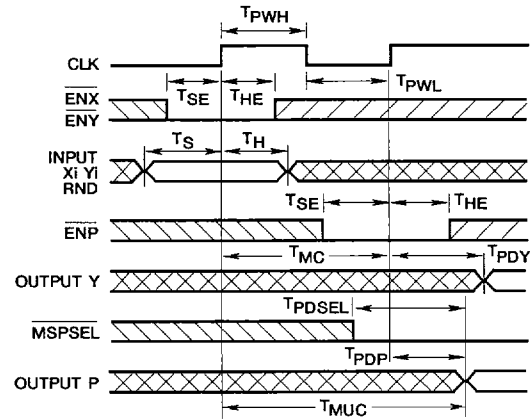 TPWH
CLK
TSE THE
TPWL
ENX
ENY
TS TH
INPUT
Xi Yi
RND
TSE THE
ENP
TMC
TPDY
OUTPUT Y
TPDSEL
MSPSEL
TPDP
OUTPUT P
TMUC